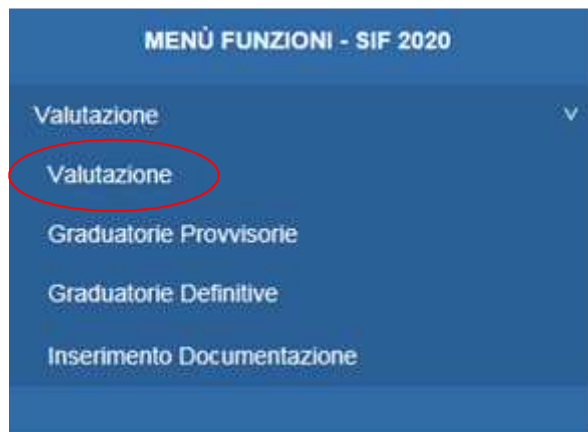 MENÙ FUNZIONI - SIF 2020
Valutazione
Valutazione
Graduatorie Provvisorie
Graduatorie Definitive
Inserimento Documentazione